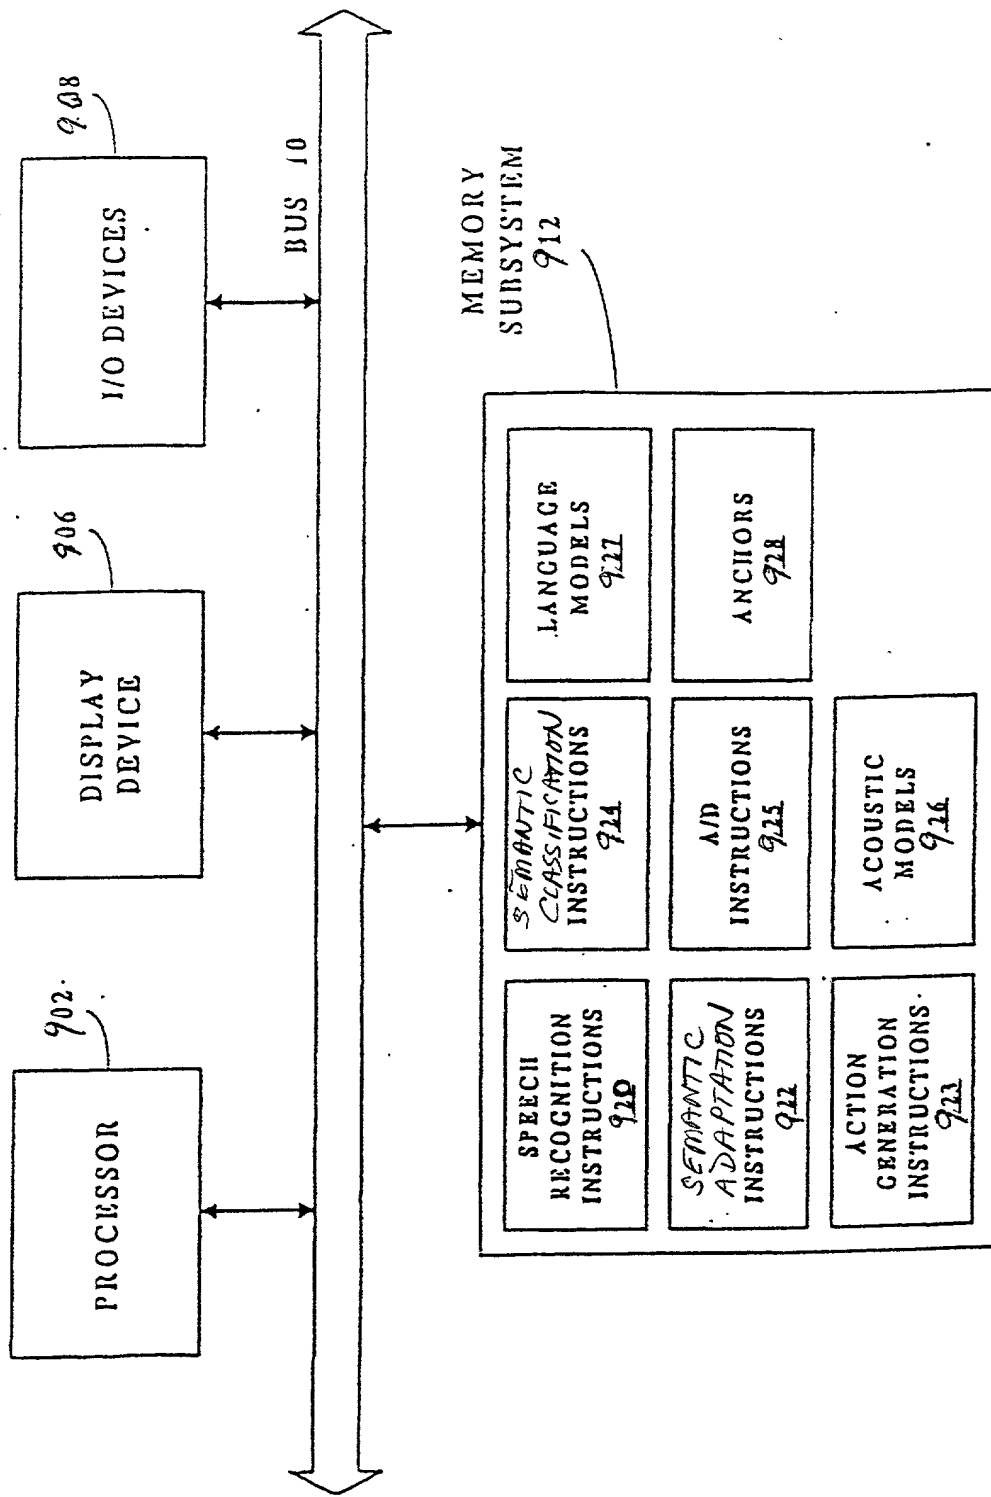 PROCESSOR
902
DISPLAY
DEVICE
906
I/O DEVICES
908
BUS 10
MEMORY
SUBSYSTEM
912
SPEECH
RECOGNITION
INSTRUCTIONS
920
SEMANTIC
CLASSIFICATION
INSTRUCTIONS
924
LANGUAGE
MODELS
927
SEMANTIC
ADAPTATION
INSTRUCTIONS
922
A/D
INSTRUCTIONS
925
ANCHORS
928
ACTION
GENERATION
INSTRUCTIONS
923
ACOUSTIC
MODELS
926